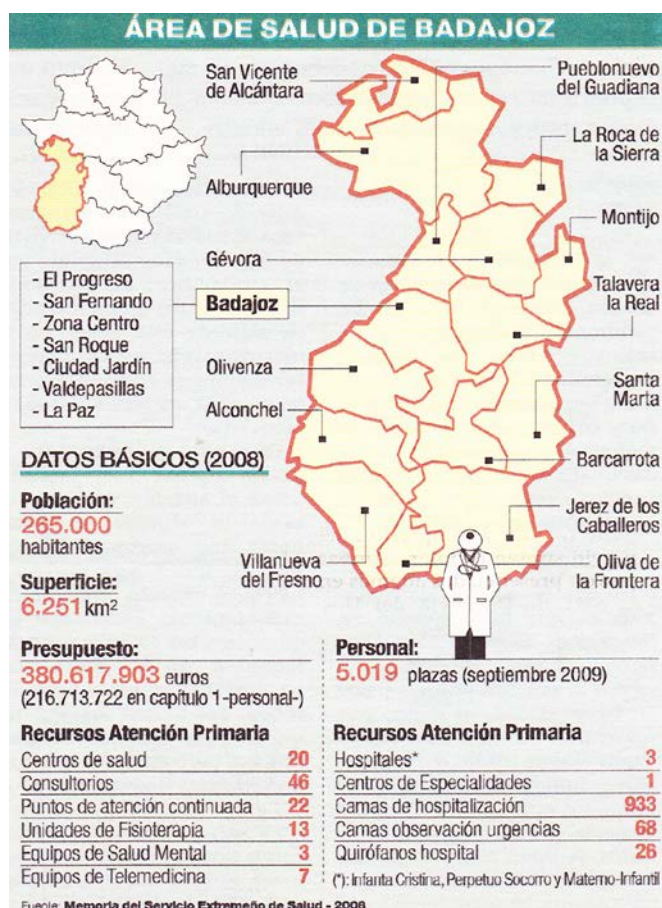 ÁREA DE SALUD DE BADAJOZ
San Vicente
de Alcántara
Pueblonuevo
del Guadiana
La Roca de
la Sierra
Alburquerque
Montijo
Gévora
Talavera
la Real
- El Progreso
- San Fernando
- Zona Centro
- San Roque
- Ciudad Jardín
- Valdepasillas
- La Paz
Badajoz
Olivenza
Santa
Marta
Alconchel
Barcarrota
Jerez de los
Caballeros
Villanueva
del Fresno
Oliva de
la Frontera
DATOS BÁSICOS (2008)
Población:
265.000
habitantes
Superficie:
6.251 km²
Presupuesto:
380.617.903 euros
(216.713.722 en capítulo 1 -personal-)
Personal:
5.019 plazas (septiembre 2009)
Recursos Atención Primaria
Centros de salud 20
Consultorios 46
Puntos de atención continuada 22
Unidades de Fisioterapia 13
Equipos de Salud Mental 3
Equipos de Telemedicina 7
Recursos Atención Primaria
Hospitales* 3
Centros de Especialidades 1
Camas de hospitalización 933
Camas observación urgencias 68
Quirófanos hospital 26
(*): Infanta Cristina, Perpetuo Socorro y Materno-Infantil
Fuente: Memoria del Servicio Extremeño de Salud - 2008